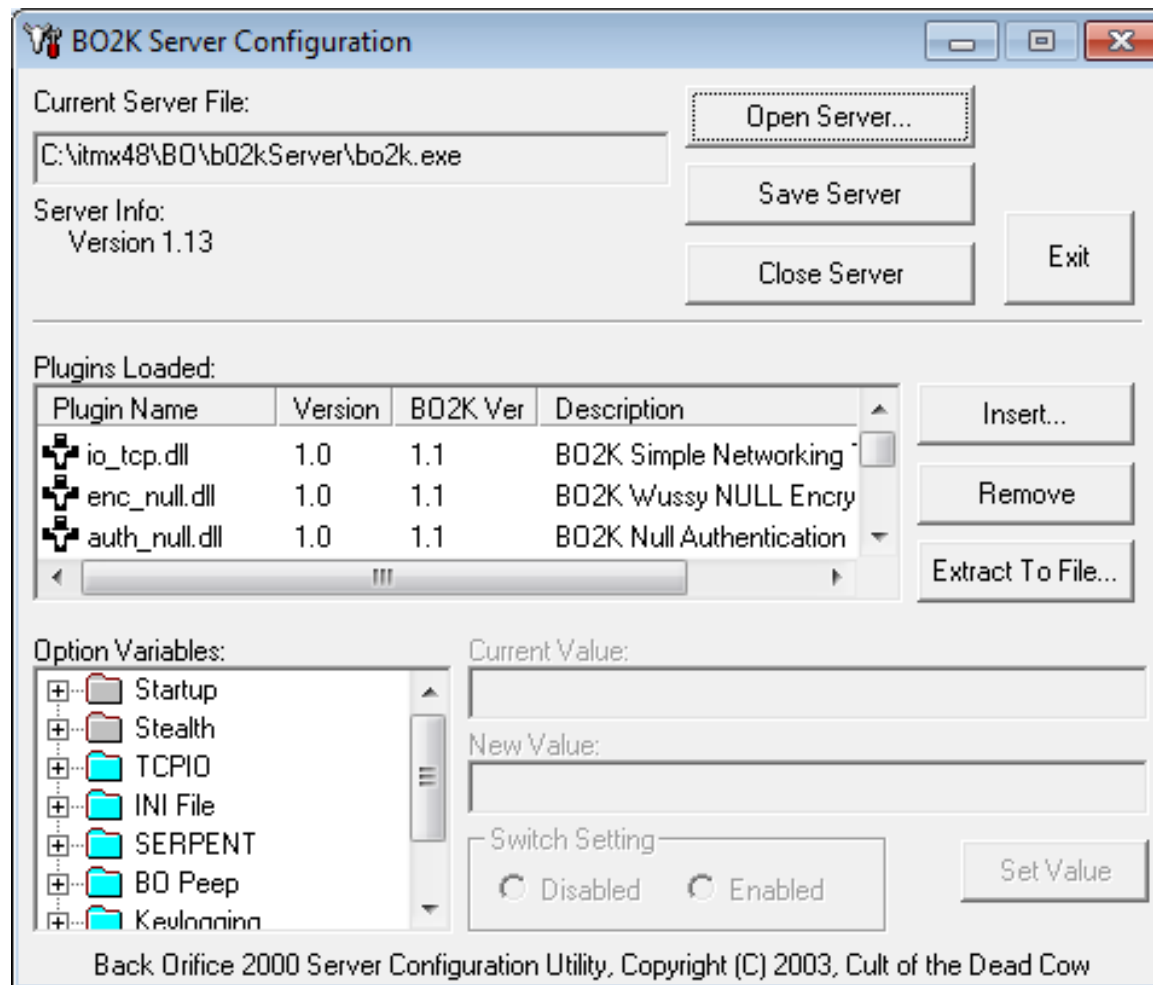 BO2K Server Configuration
Current Server File:
Open Server...
C:\itmx48\BO\b02kServer\bo2k.exe
Save Server
Server Info:
Version 1.13
Exit
Close Server
Plugins Loaded:
Plugin Name Version BO2K Ver Description
Insert...
io_tcp.dll 1.0 1.1 BO2K Simple Networking
enc_null.dll 1.0 1.1 BO2K Wussy NULL Encry
Remove
auth_null.dll 1.0 1.1 BO2K Null Authentication
Extract To File...
Option Variables:
Current Value:
Startup
Stealth
New Value:
TCPIO
INI File
SERPENT
Switch Setting
BO Peep
Disabled Enabled
Set Value
Keylogging
Back Orifice 2000 Server Configuration Utility, Copyright (C) 2003, Cult of the Dead Cow